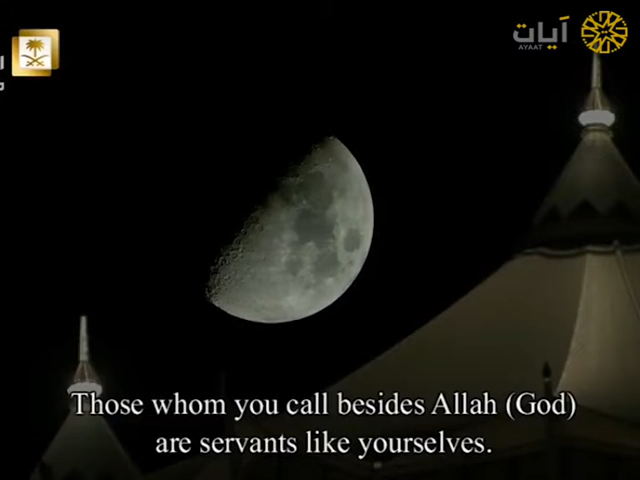 آيات
AYAAT
Those whom you call besides Allah (God)
are servants like yourselves.